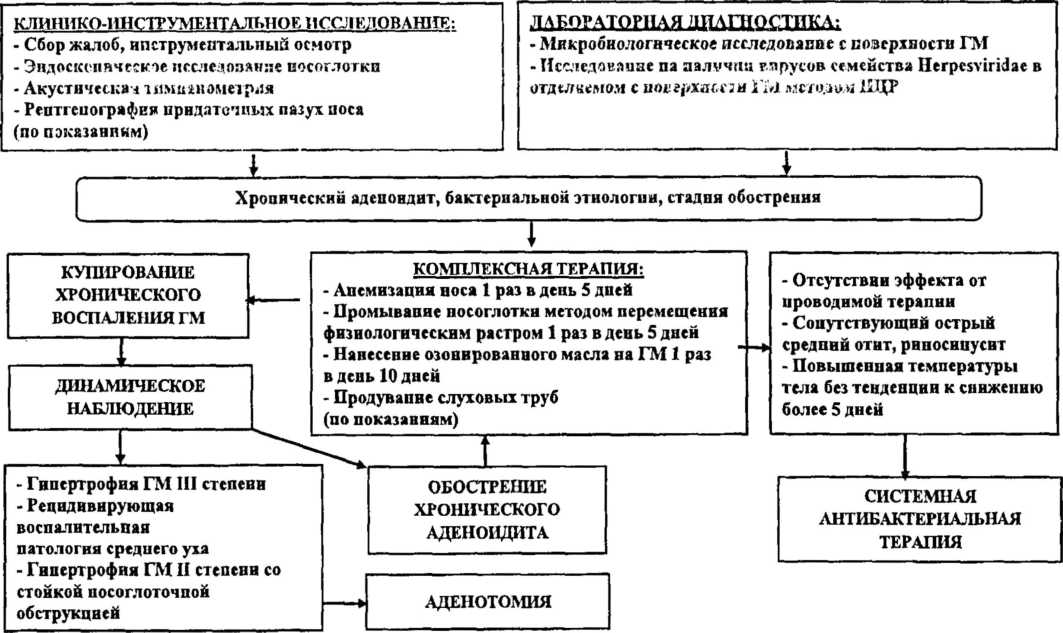 КЛИНИКО-ИНСТРУМЕНТАЛЬНОЕ ИССЛЕДОВАНИЕ:
- Сбор жалоб, инструментальный осмотр
- Эндоскопическое исследование носоглотки
- Акустическая тимпанометрия
- Рентгенография придаточных пазух носа
(по показаниям)
ЛАБОРАТОРНАЯ ДИАГНОСТИКА:
- Микробиологическое исследование с поверхности ГМ
- Исследование на наличии вирусов семейства Herpesviridae в
отделяемом с поверхности ГМ методом ПЦР
Хронический аденоидит, бактериальной этиологии, стадия обострения
КУПИРОВАНИЕ
ХРОНИЧЕСКОГО
ВОСПАЛЕНИЯ ГМ
КОМПЛЕКСНАЯ ТЕРАПИЯ:
- Анемизация носа 1 раз в день 5 дней
- Промывание носоглотки методом перемещения
физиологическим растром 1 раз в день 5 дней
- Нанесение озонированного масла на ГМ 1 раз
в день 10 дней
- Продувание слуховых труб
(по показаниям)
- Отсутствии эффекта от
проводимой терапии
- Сопутствующий острый
средний отит, риносинусит
- Повышенная температуры
тела без тенденции к снижению
более 5 дней
ДИНАМИЧЕСКОЕ
НАБЛЮДЕНИЕ
- Гипертрофия ГМ III степени
- Рецидивирующая
воспалительная
патология среднего уха
- Гипертрофия ГМ II степени со
стойкой носоглоточной
обструкцией
ОБОСТРЕНИЕ
ХРОНИЧЕСКОГО
АДЕНОИДИТА
СИСТЕМНАЯ
АНТИБАКТЕРИАЛЬНАЯ
ТЕРАПИЯ
АДЕНОТОМИЯ